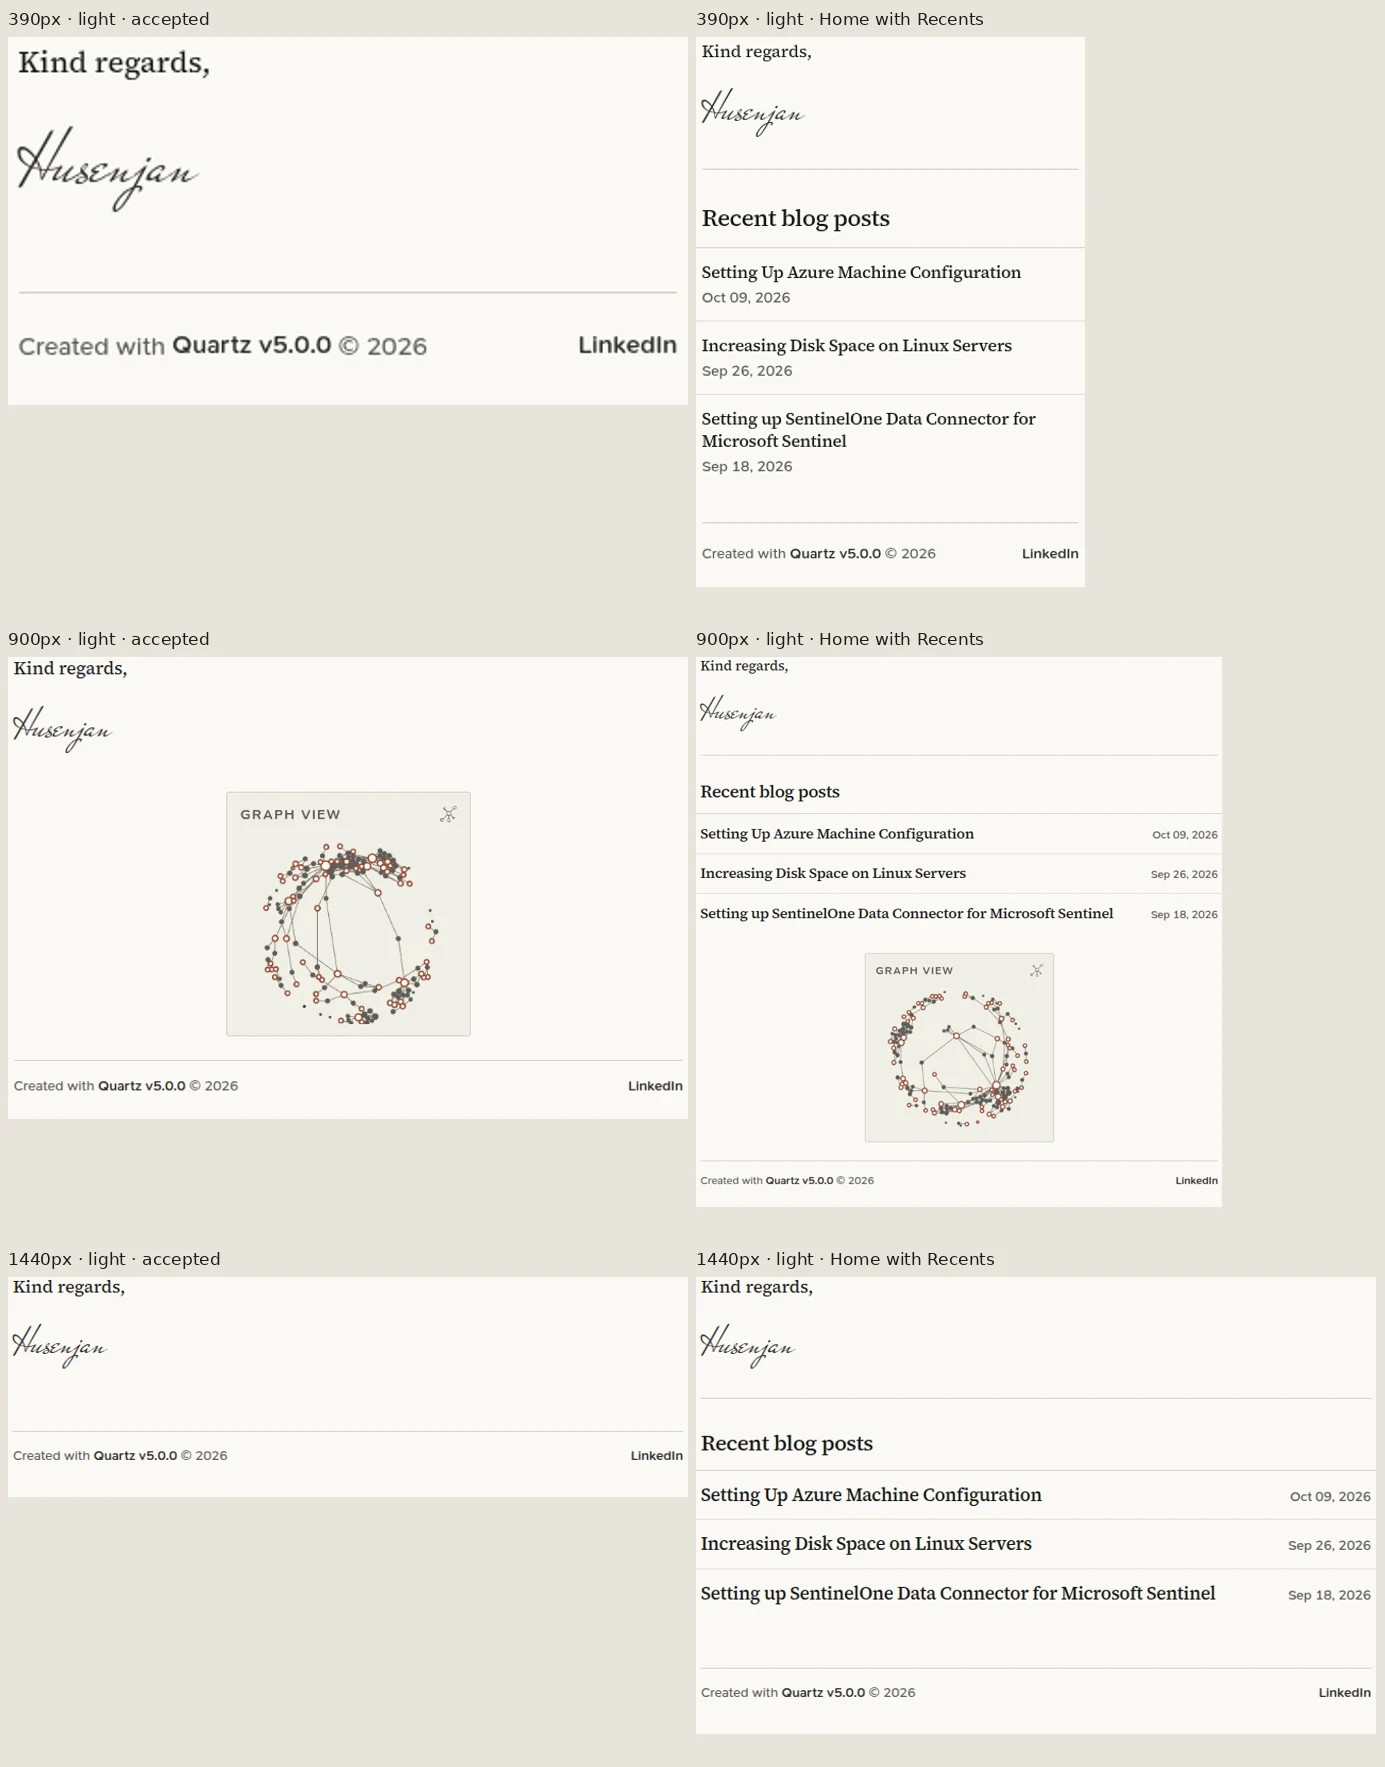 390px · light · accepted
Kind regards,
Husenjan
Created with Quartz v5.0.0 © 2026
LinkedIn
390px · light · Home with Recents
Kind regards,
Husenjan
Recent blog posts
Setting Up Azure Machine Configuration
Oct 09, 2026
Increasing Disk Space on Linux Servers
Sep 26, 2026
Setting up SentinelOne Data Connector for
Microsoft Sentinel
Sep 18, 2026
Created with Quartz v5.0.0 © 2026
LinkedIn
900px · light · accepted
Kind regards,
Husenjan
GRAPH VIEW
Created with Quartz v5.0.0 © 2026
LinkedIn
900px · light · Home with Recents
Kind regards,
Husenjan
Recent blog posts
Setting Up Azure Machine Configuration
Oct 09, 2026
Increasing Disk Space on Linux Servers
Sep 26, 2026
Setting up SentinelOne Data Connector for Microsoft Sentinel
Sep 18, 2026
GRAPH VIEW
Created with Quartz v5.0.0 © 2026
LinkedIn
1440px · light · accepted
Kind regards,
Husenjan
Created with Quartz v5.0.0 © 2026
LinkedIn
1440px · light · Home with Recents
Kind regards,
Husenjan
Recent blog posts
Setting Up Azure Machine Configuration
Oct 09, 2026
Increasing Disk Space on Linux Servers
Sep 26, 2026
Setting up SentinelOne Data Connector for Microsoft Sentinel
Sep 18, 2026
Created with Quartz v5.0.0 © 2026
LinkedIn